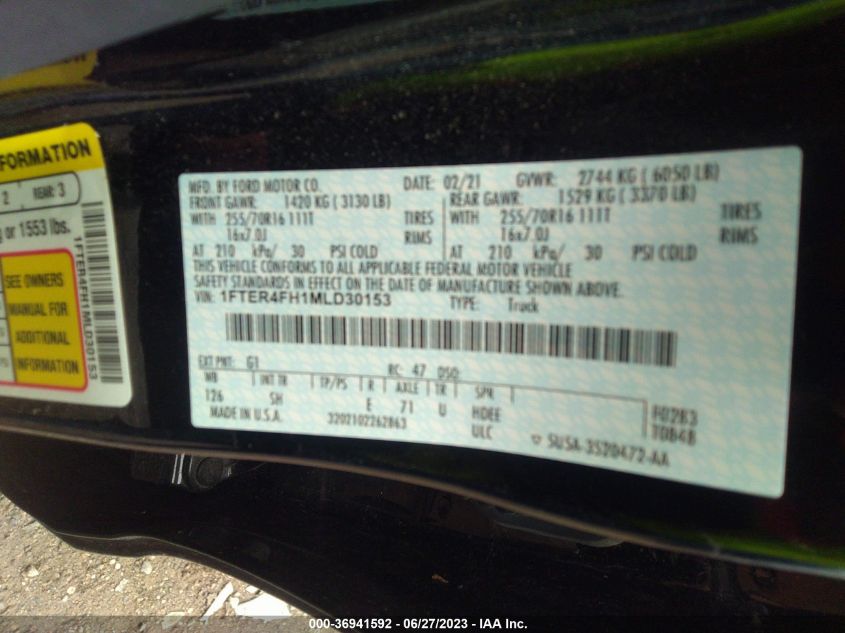 FORMATION
2 REAR: 3
g or 1553 lbs.
SEE OWNERS
MANUAL FOR
ADDITIONAL
INFORMATION
1FTER4FH1MLD30153
MFD. BY FORD MOTOR CO. DATE: 02/21 GVWR: 2744 KG ( 6050 LB)
FRONT GAWR: 1420 KG ( 3130 LB) REAR GAWR: 1529 KG ( 3370 LB)
WITH 255/70R16 111T TIRES WITH 255/70R16 111T TIRES
16x7.0J RIMS 16x7.0J RIMS
AT 210 kPa/ 30 PSI COLD AT 210 kPa/ 30 PSI COLD
THIS VEHICLE CONFORMS TO ALL APPLICABLE FEDERAL MOTOR VEHICLE
SAFETY STANDARDS IN EFFECT ON THE DATE OF MANUFACTURE SHOWN ABOVE.
VIN: 1FTER4FH1MLD30153 TYPE: Truck
EXT PNT: G1 RC: 47 DSO:
WB INT TR TP/PS R AXLE TR SPR
126 SH E 71 U HDEE F0283
MADE IN U.S.A. 3202102262863 ULC T0848
SU5A-3520472-AA
000-36941592 - 06/27/2023 - IAA Inc.